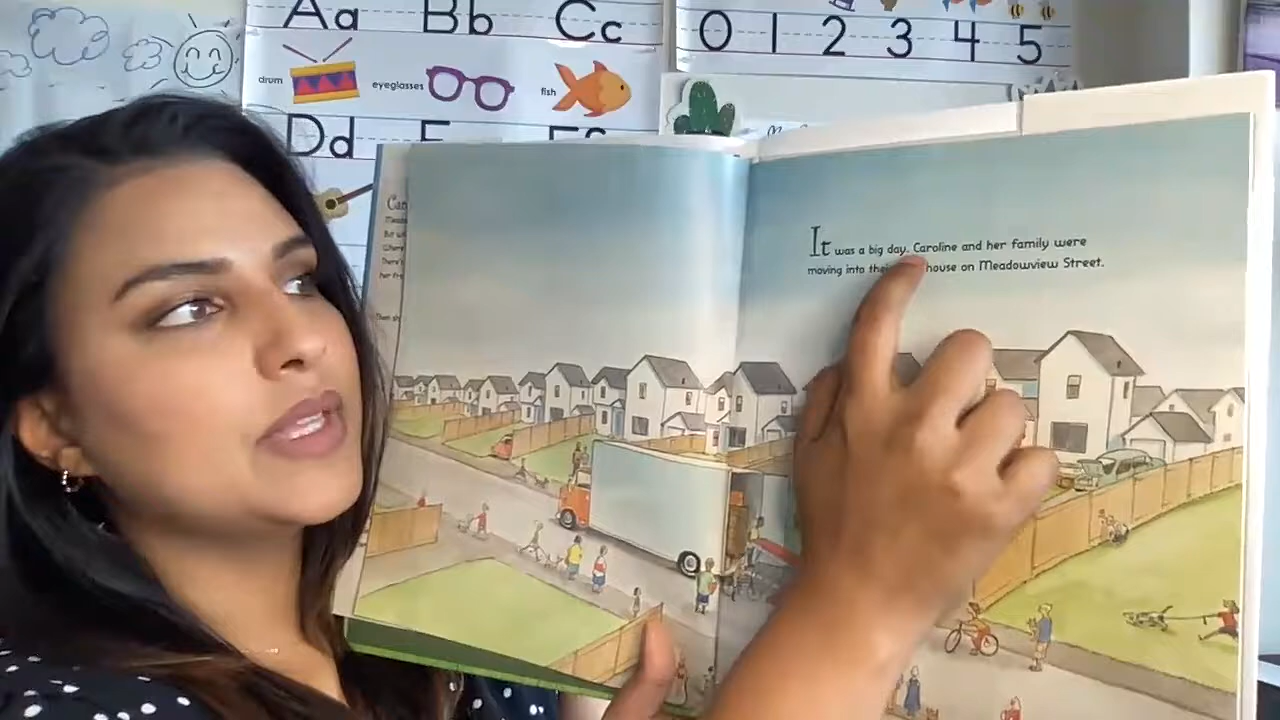 Aa Bb Cc
0 1 2 3 4 5
drum eyeglasses fish
Dd
It was a big day. Caroline and her family were
moving into house on Meadowview Street.